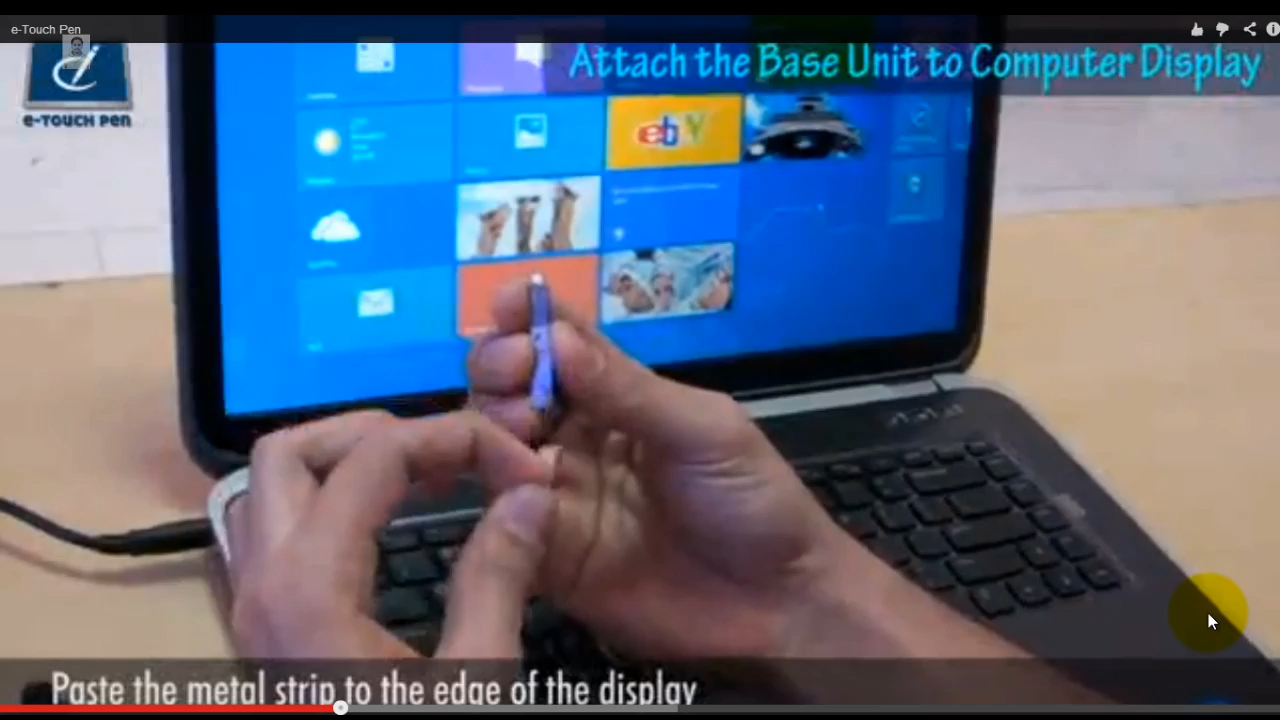 e-Touch Pen
Attach the Base Unit to Computer Display
e-TOUCH PEN
ebY
Paste the metal strip to the edge of the display